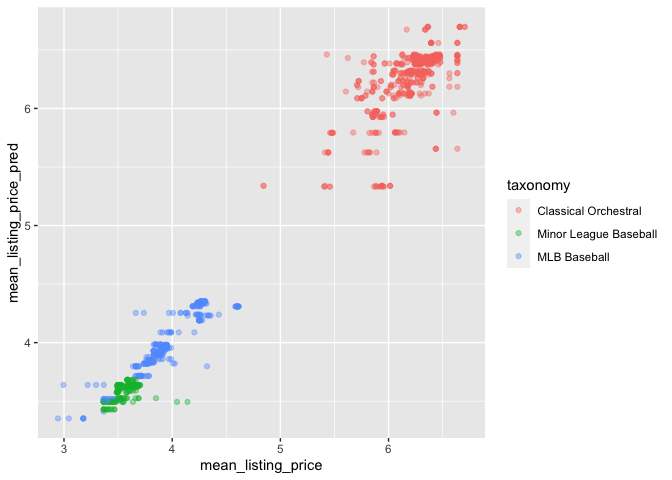 mean_listing_price_pred
6
5
4
3
4
5
6
mean_listing_price
taxonomy
Classical Orchestral
Minor League Baseball
MLB Baseball